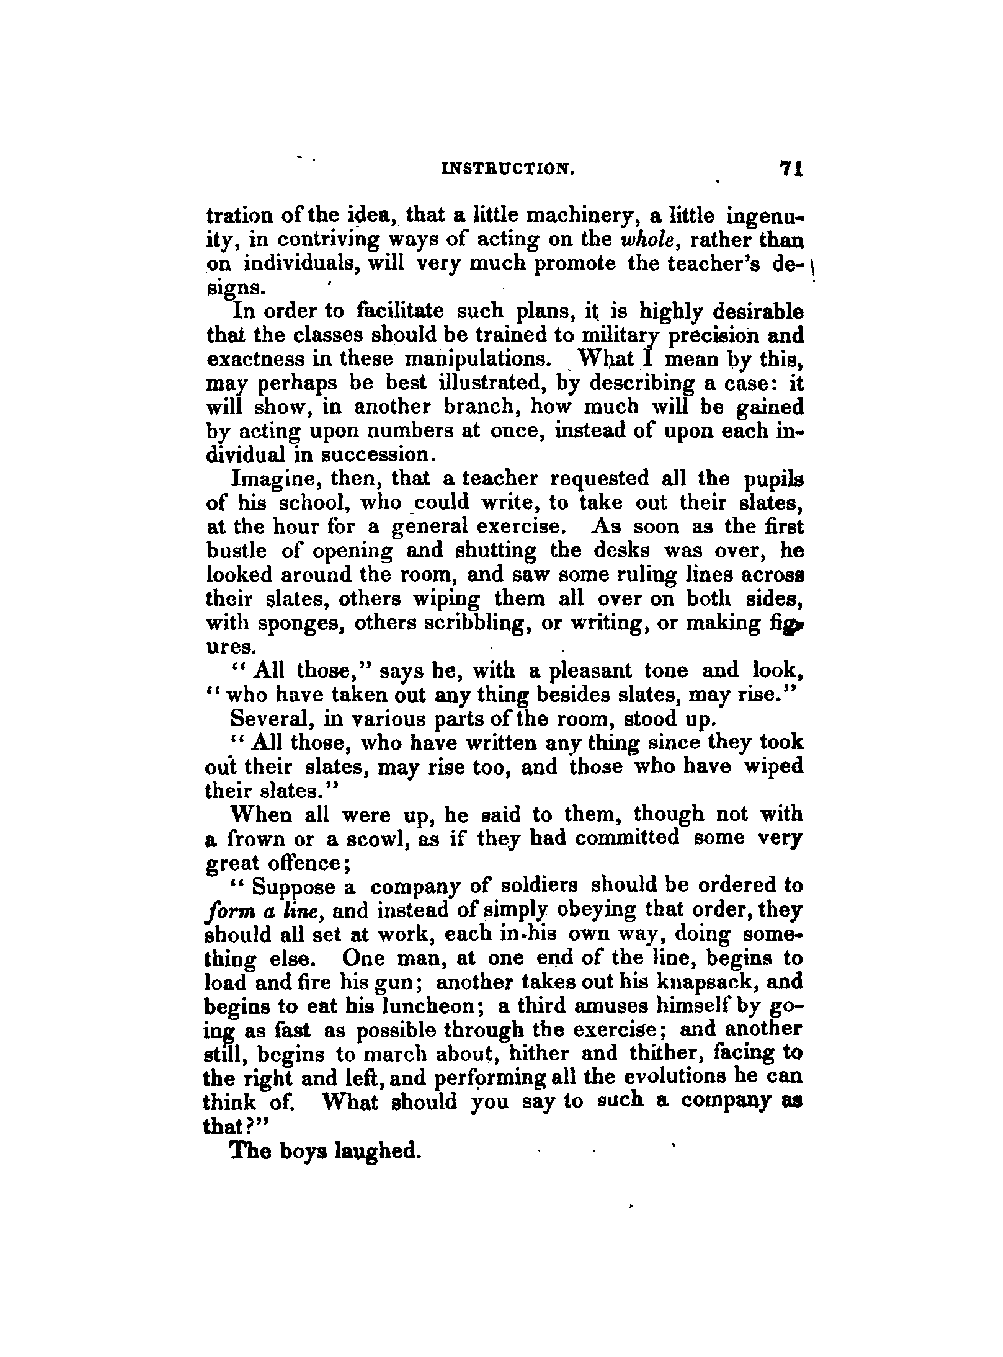 INSTRUCTION. 71
tration of the idea, that a little machinery, a little ingenu-
ity, in contriving ways of acting on the whole, rather than
on individuals, will very much promote the teacher's de-
signs.
In order to facilitate such plans, it is highly desirable
that the classes should be trained to military precision and
exactness in these manipulations. What I mean by this,
may perhaps be best illustrated, by describing a case: it
will show, in another branch, how much will be gained
by acting upon numbers at once, instead of upon each in-
dividual in succession.
Imagine, then, that a teacher requested all the pupils
of his school, who could write, to take out their slates,
at the hour for a general exercise. As soon as the first
bustle of opening and shutting the desks was over, he
looked around the room, and saw some ruling lines across
their slates, others wiping them all over on both sides,
with sponges, others scribbling, or writing, or making fig-
ures.
"All those," says he, with a pleasant tone and look,
"who have taken out any thing besides slates, may rise."
Several, in various parts of the room, stood up.
"All those, who have written any thing since they took
out their slates, may rise too, and those who have wiped
their slates."
When all were up, he said to them, though not with
a frown or a scowl, as if they had committed some very
great offence;
"Suppose a company of soldiers should be ordered to
form a line, and instead of simply obeying that order, they
should all set at work, each in his own way, doing some-
thing else. One man, at one end of the line, begins to
load and fire his gun; another takes out his knapsack, and
begins to eat his luncheon; a third amuses himself by go-
ing as fast as possible through the exercise; and another
still, begins to march about, hither and thither, facing to
the right and left, and performing all the evolutions he can
think of. What should you say to such a company as
that?"
The boys laughed.